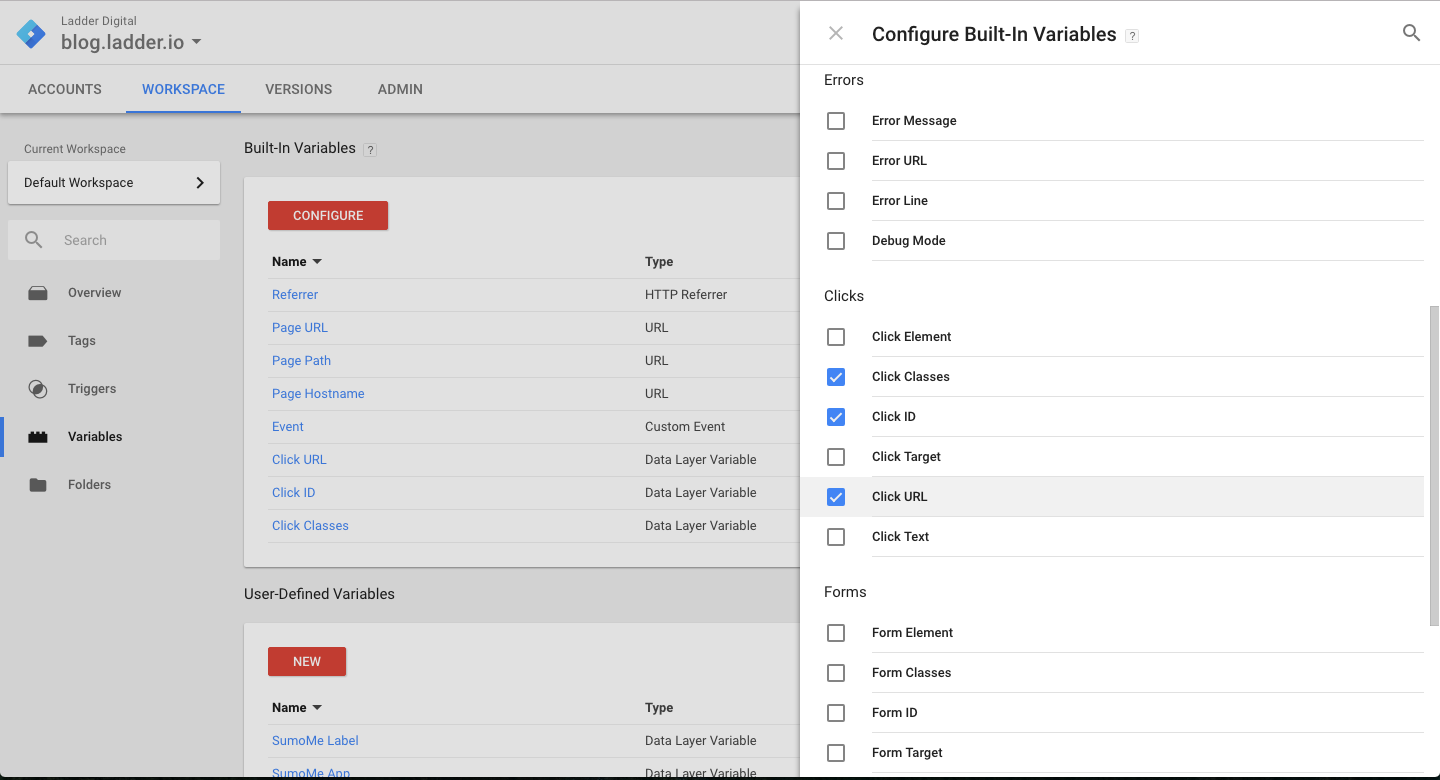 Ladder Digital
blog.ladder.io
ACCOUNTS WORKSPACE VERSIONS ADMIN
Current Workspace
Default Workspace
Search
Overview
Tags
Triggers
Variables
Folders
Built-In Variables ?
CONFIGURE
Name Type
Referrer HTTP Referrer
Page URL URL
Page Path URL
Page Hostname URL
Event Custom Event
Click URL Data Layer Variable
Click ID Data Layer Variable
Click Classes Data Layer Variable
User-Defined Variables
NEW
Name Type
SumoMe Label Data Layer Variable
SumoMe App Data Layer Variable
Configure Built-In Variables ?
Errors
Error Message
Error URL
Error Line
Debug Mode
Clicks
Click Element
Click Classes
Click ID
Click Target
Click URL
Click Text
Forms
Form Element
Form Classes
Form ID
Form Target